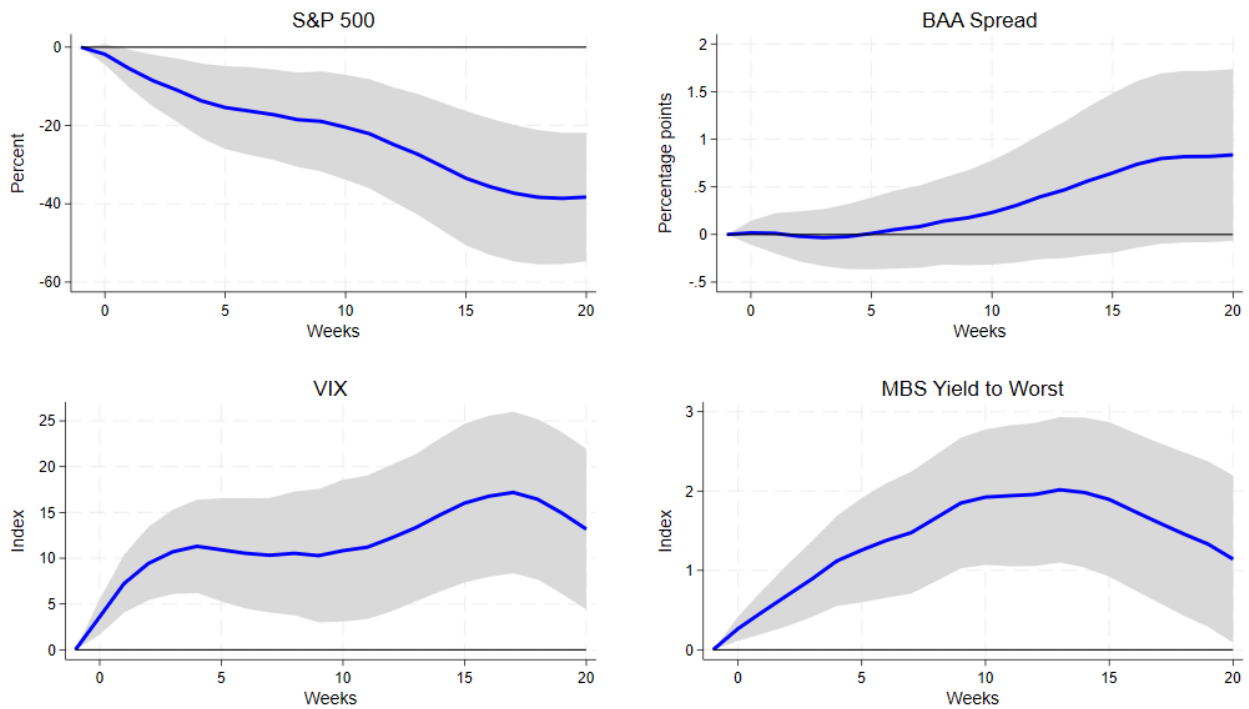 S&P 500
Percent
0
-20
-40
-60
0 5 10 15 20
Weeks
BAA Spread
Percentage points
2
1.5
1
.5
0
-.5
0 5 10 15 20
Weeks
VIX
Index
25
20
15
10
5
0
0 5 10 15 20
Weeks
MBS Yield to Worst
Index
3
2
1
0
0 5 10 15 20
Weeks